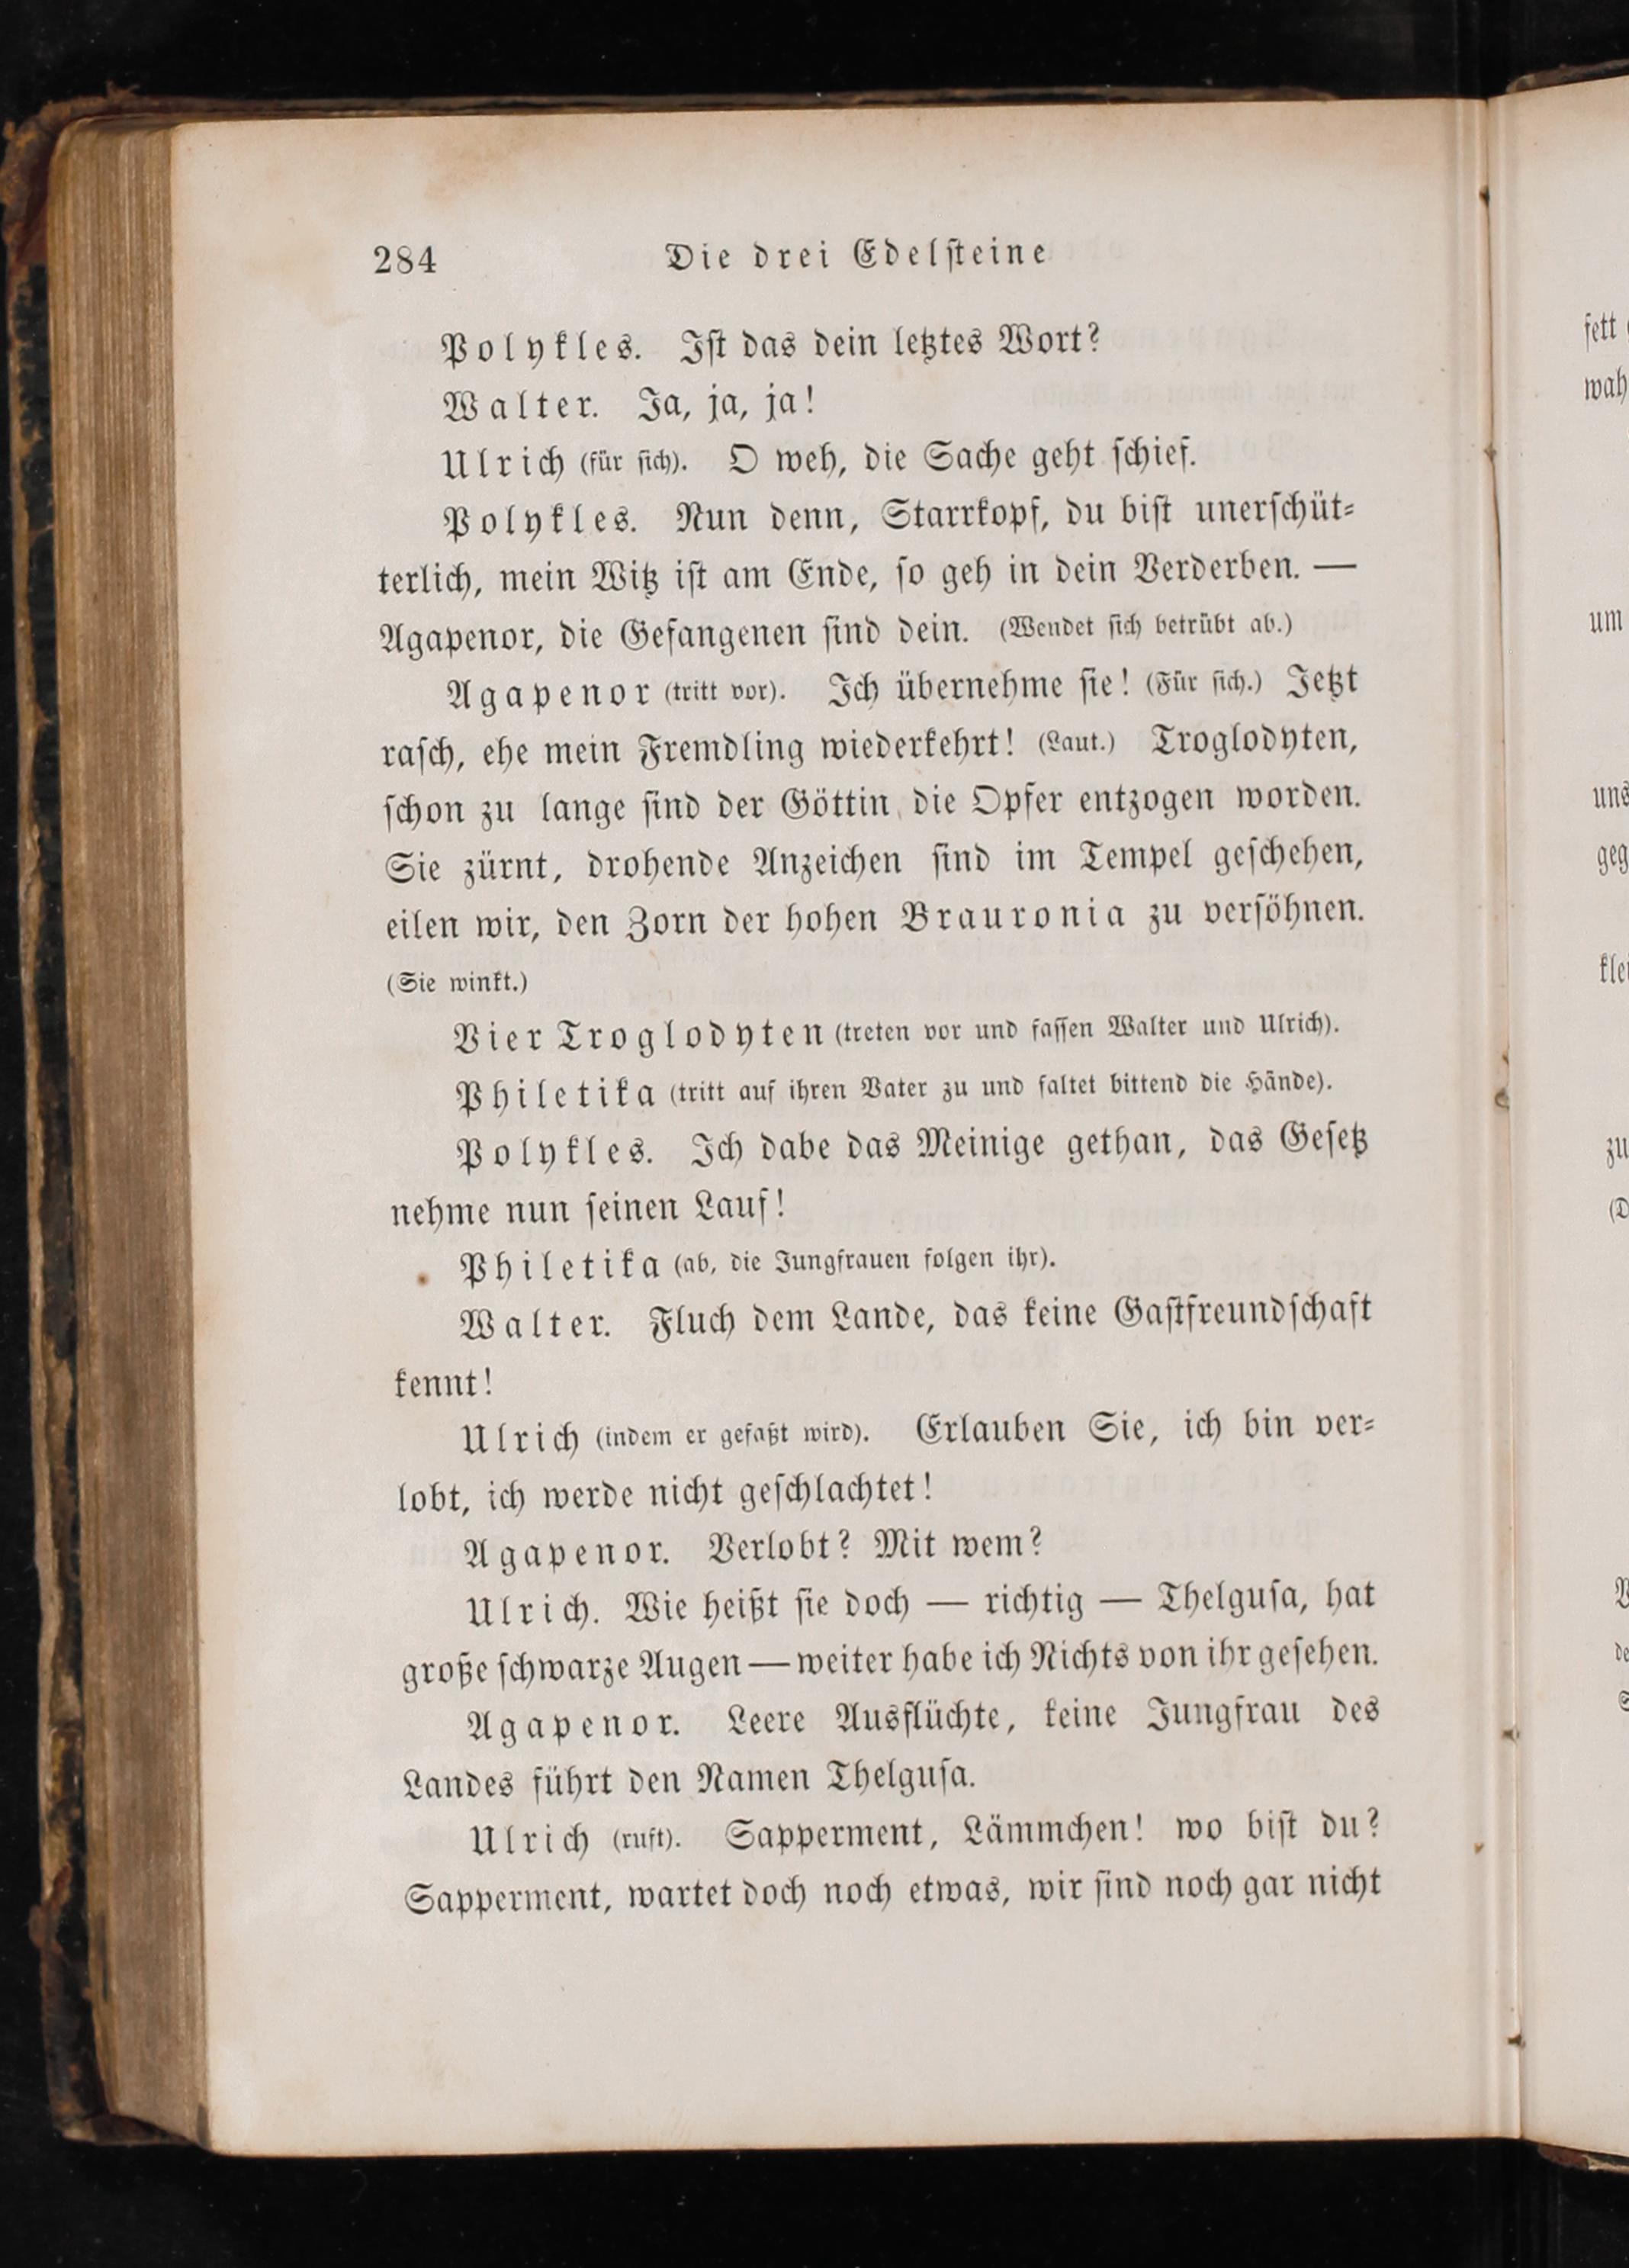 284 Die drei Edelsteine
Polykles. Ist das dein letztes Wort?
Walter. Ja, ja, ja!
Ulrich (für sich). O weh, die Sache geht schief.
Polykles. Nun denn, Starrkopf, du bist unerschüt-
terlich, mein Witz ist am Ende, so geh in dein Verderben. —
Agapenor, die Gefangenen sind dein. (Wendet sich betrübt ab.)
Agapenor (tritt vor). Ich übernehme sie! (Für sich.) Jetzt
rasch, ehe mein Fremdling wiederkehrt! (Laut.) Troglodyten,
schon zu lange sind der Göttin die Opfer entzogen worden.
Sie zürnt, drohende Anzeichen sind im Tempel geschehen,
eilen wir, den Zorn der hohen Brauronia zu versöhnen.
(Sie winkt.)
Vier Troglodyten (treten vor und fassen Walter und Ulrich).
Philetika (tritt auf ihren Vater zu und faltet bittend die Hände).
Polykles. Ich dabe das Meinige gethan, das Gesetz
nehme nun seinen Lauf!
Philetika (ab, die Jungfrauen folgen ihr).
Walter. Fluch dem Lande, das keine Gastfreundschaft
kennt!
Ulrich (indem er gefaßt wird). Erlauben Sie, ich bin ver-
lobt, ich werde nicht geschlachtet!
Agapenor. Verlobt? Mit wem?
Ulrich. Wie heißt sie doch — richtig — Thelgusa, hat
große schwarze Augen — weiter habe ich Nichts von ihr gesehen.
Agapenor. Leere Ausflüchte, keine Jungfrau des
Landes führt den Namen Thelgusa.
Ulrich (ruft). Sapperment, Lämmchen! wo bist du?
Sapperment, wartet doch noch etwas, wir sind noch gar nicht
fett
um
uns
zu